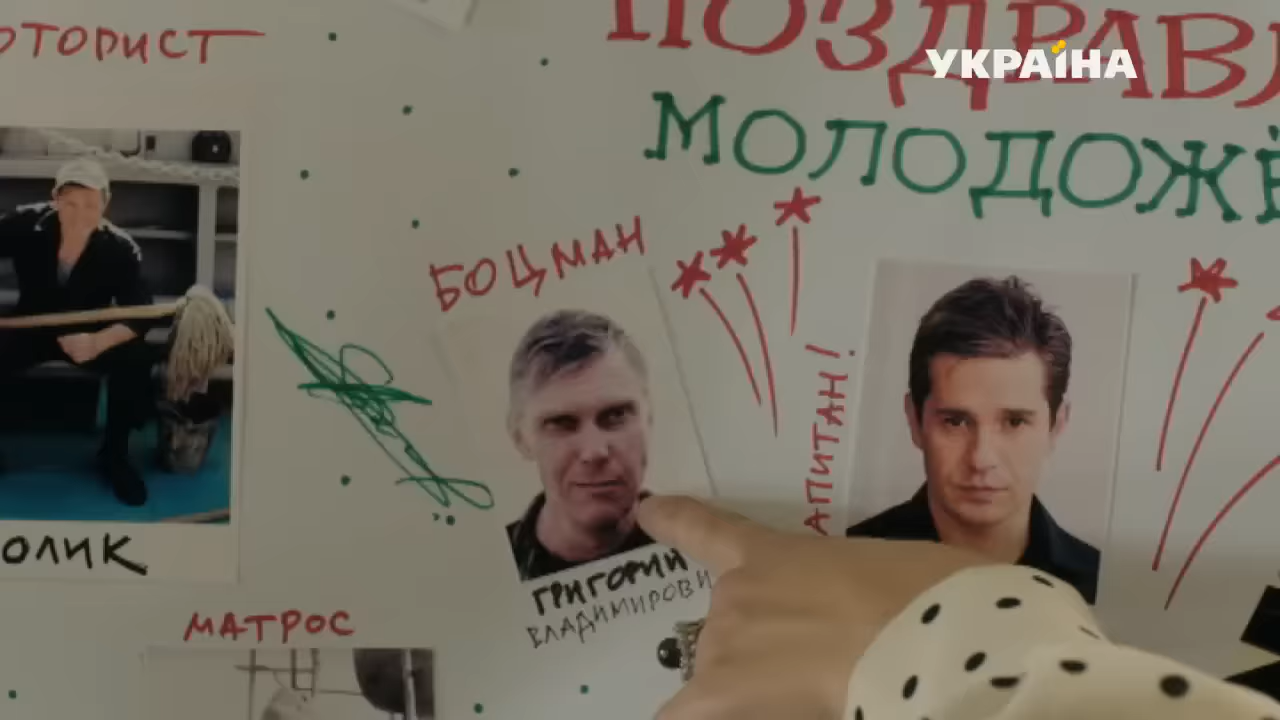 ОТОРИСТ
ПОЗДРАВЛ
УКРАЇНА
МОЛОДОЖЁ
БОЦМАН
АПИТАН!
ОЛИК
ГРИГОРИЙ
ВЛАДИМИРОВИ
МАТРОС